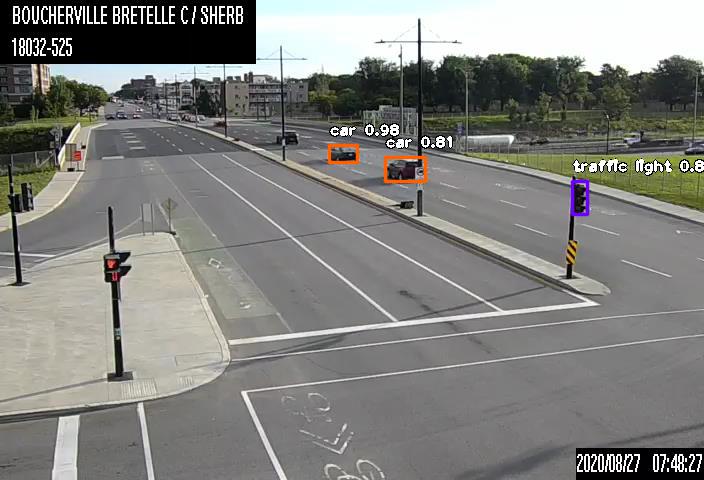 BOUCHERVILLE BRETELLE C / SHERB
18032-525
car 0.98
car 0.81
traffic light 0.8
2020/08/27 07:48:27